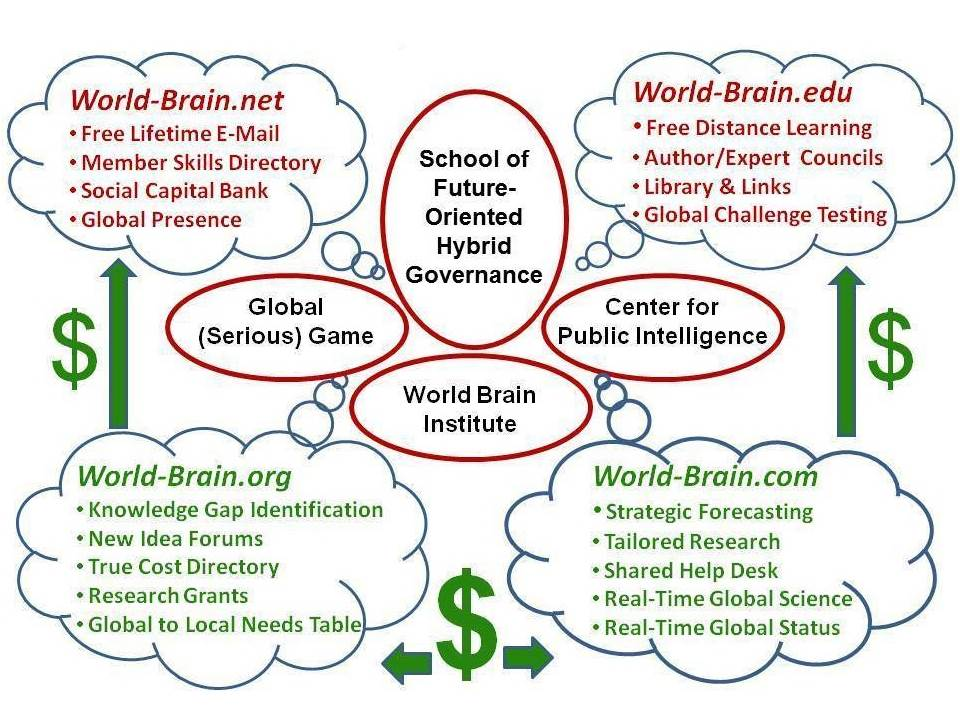 World-Brain.net
• Free Lifetime E-Mail
• Member Skills Directory
• Social Capital Bank
• Global Presence
School of
Future-
Oriented
Hybrid
Governance
World-Brain.edu
• Free Distance Learning
• Author/Expert Councils
• Library & Links
• Global Challenge Testing
Global
(Serious) Game
Center for
Public Intelligence
World Brain
Institute
$
$
World-Brain.org
• Knowledge Gap Identification
• New Idea Forums
• True Cost Directory
• Research Grants
• Global to Local Needs Table
World-Brain.com
• Strategic Forecasting
• Tailored Research
• Shared Help Desk
• Real-Time Global Science
• Real-Time Global Status
$